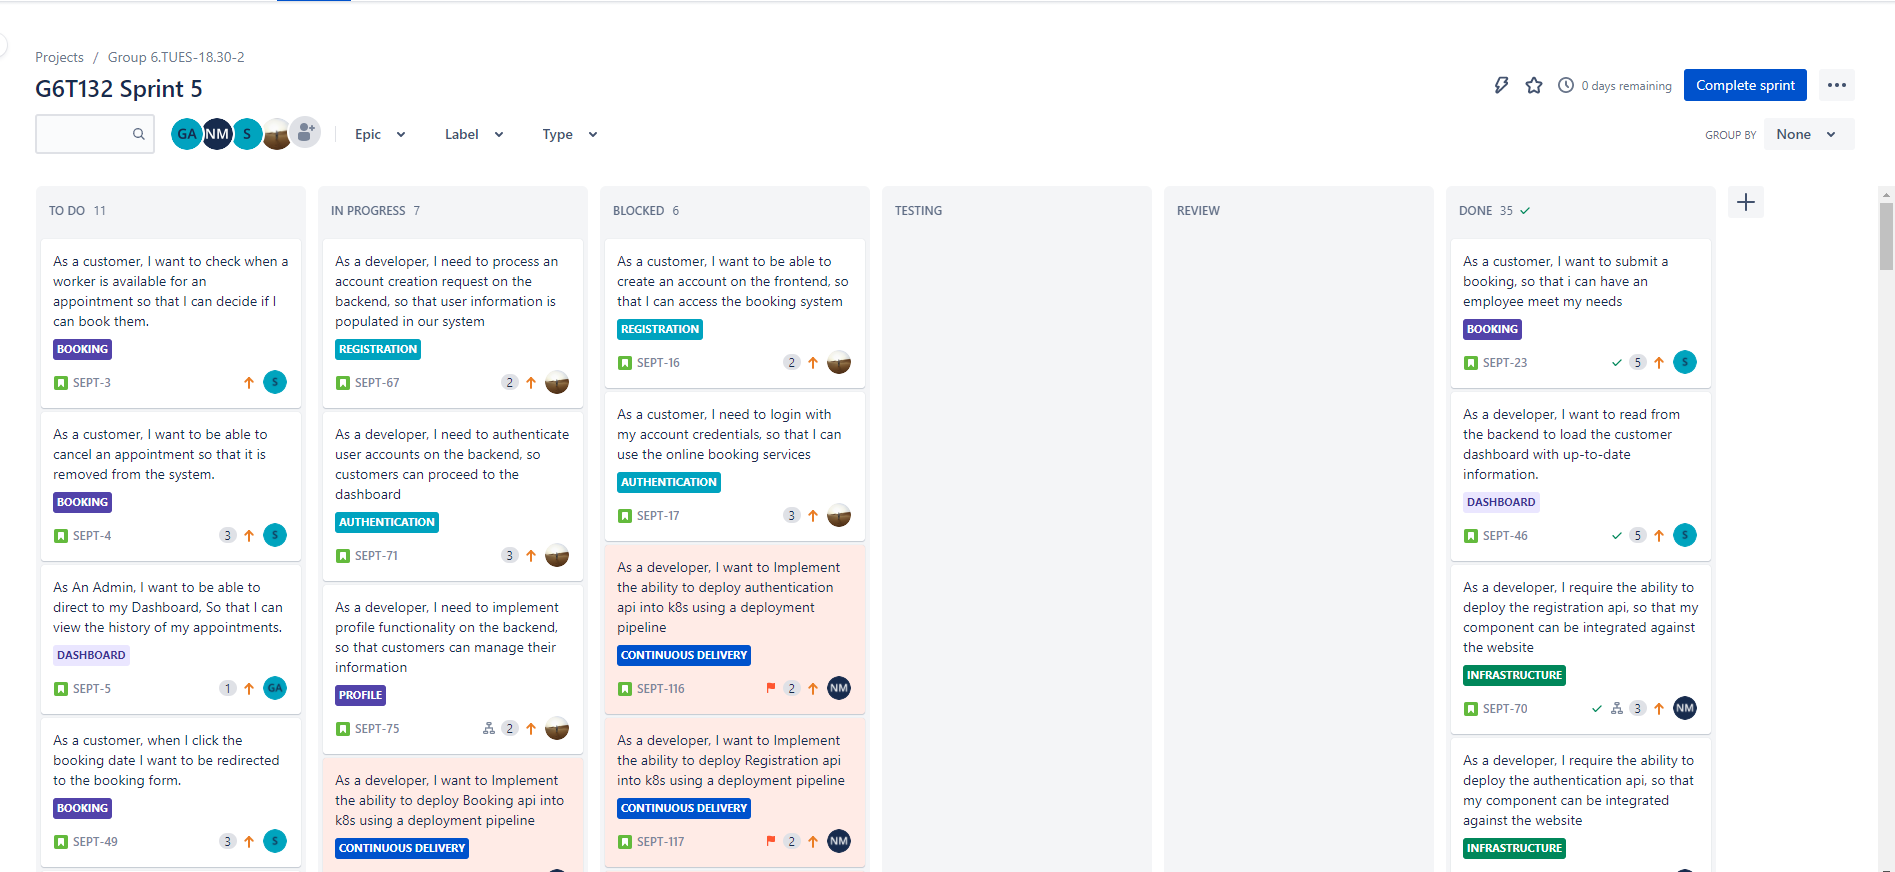 Projects / Group 6.TUES-18.30-2
G6T132 Sprint 5
0 days remaining
Complete sprint
GA
NM
S
Epic
Label
Type
GROUP BY
None
TO DO 11
As a customer, I want to check when a
worker is available for an
appointment so that I can decide if I
can book them.
BOOKING
SEPT-3
S
As a customer, I want to be able to
cancel an appointment so that it is
removed from the system.
BOOKING
SEPT-4
3
S
As An Admin, I want to be able to
direct to my Dashboard, So that I can
view the history of my appointments.
DASHBOARD
SEPT-5
1
GA
As a customer, when I click the
booking date I want to be redirected
to the booking form.
BOOKING
SEPT-49
3
S
IN PROGRESS 7
As a developer, I need to process an
account creation request on the
backend, so that user information is
populated in our system
REGISTRATION
SEPT-67
2
As a developer, I need to authenticate
user accounts on the backend, so
customers can proceed to the
dashboard
AUTHENTICATION
SEPT-71
3
As a developer, I need to implement
profile functionality on the backend,
so that customers can manage their
information
PROFILE
SEPT-75
2
As a developer, I want to Implement
the ability to deploy Booking api into
k8s using a deployment pipeline
CONTINUOUS DELIVERY
BLOCKED 6
As a customer, I want to be able to
create an account on the frontend, so
that I can access the booking system
REGISTRATION
SEPT-16
2
As a customer, I need to login with
my account credentials, so that I can
use the online booking services
AUTHENTICATION
SEPT-17
3
As a developer, I want to Implement
the ability to deploy authentication
api into k8s using a deployment
pipeline
CONTINUOUS DELIVERY
SEPT-116
2
NM
As a developer, I want to Implement
the ability to deploy Registration api
into k8s using a deployment pipeline
CONTINUOUS DELIVERY
SEPT-117
2
NM
TESTING
REVIEW
DONE 35
As a customer, I want to submit a
booking, so that i can have an
employee meet my needs
BOOKING
SEPT-23
5
S
As a developer, I want to read from
the backend to load the customer
dashboard with up-to-date
information.
DASHBOARD
SEPT-46
5
S
As a developer, I require the ability to
deploy the registration api, so that my
component can be integrated against
the website
INFRASTRUCTURE
SEPT-70
3
NM
As a developer, I require the ability to
deploy the authentication api, so that
my component can be integrated
against the website
INFRASTRUCTURE